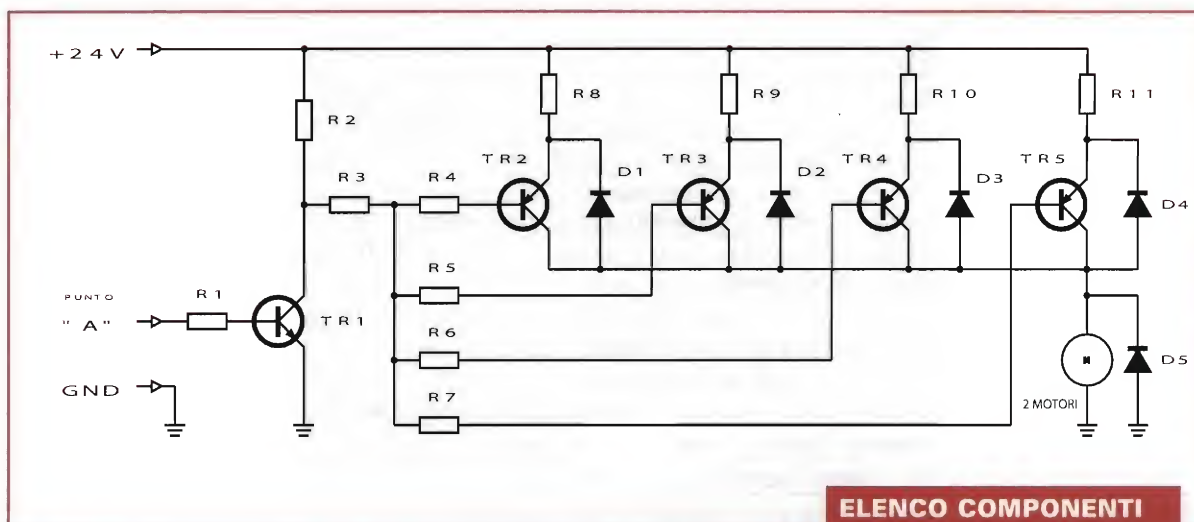 +24V
R2
R8
R9
R10
R11
TR2
TR3
TR4
TR5
D1
D2
D3
D4
R3
R4
R5
R6
R7
PUNTO
"A"
R1
TR1
GND
M
2 MOTORI
D5
ELENCO COMPONENTI